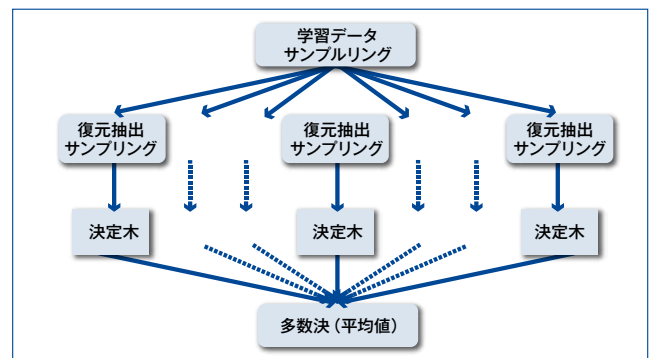 学習データ
サンプルリング
復元抽出
サンプリング
復元抽出
サンプリング
復元抽出
サンプリング
決定木
決定木
決定木
多数決（平均値）